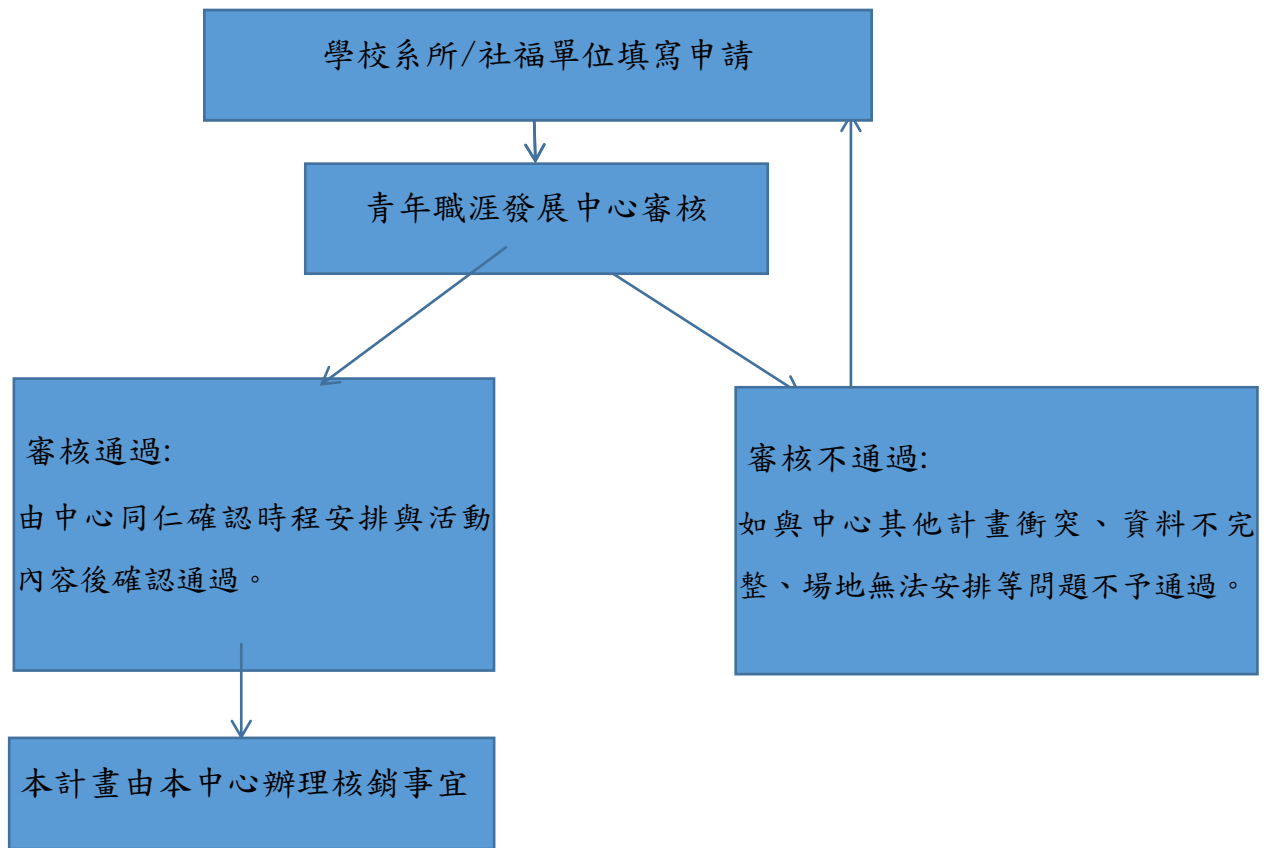 學校系所/社福單位填寫申請
青年職涯發展中心審核
審核通過:
由中心同仁確認時程安排與活動
內容後確認通過。
審核不通過:
如與中心其他計畫衝突、資料不完
整、場地無法安排等問題不予通過。
本計畫由本中心辦理核銷事宜